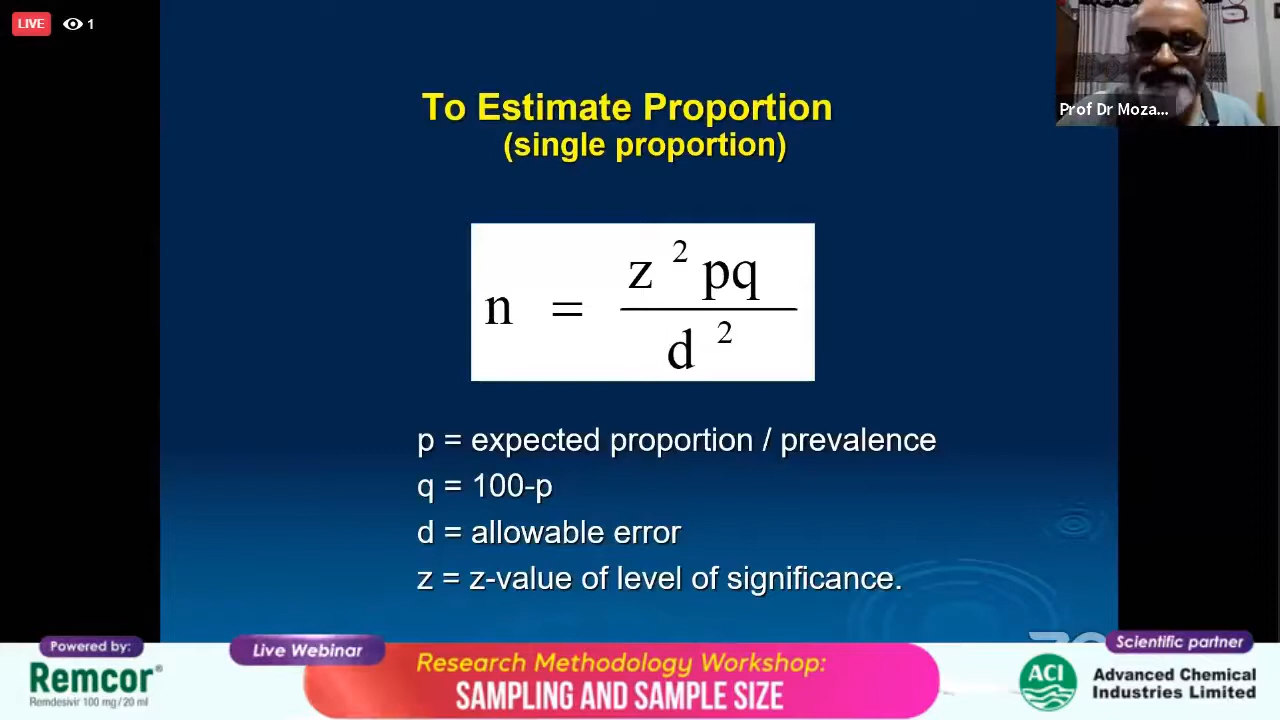 LIVE 1
Prof Dr Moza...
To Estimate Proportion
(single proportion)
n = z² pq / d²
p = expected proportion / prevalence
q = 100-p
d = allowable error
z = z-value of level of significance.
Powered by:
Remcor®
Remdesivir 100 mg / 20 ml
Live Webinar
Research Methodology Workshop:
SAMPLING AND SAMPLE SIZE
Scientific partner
ACI
Advanced Chemical
Industries Limited